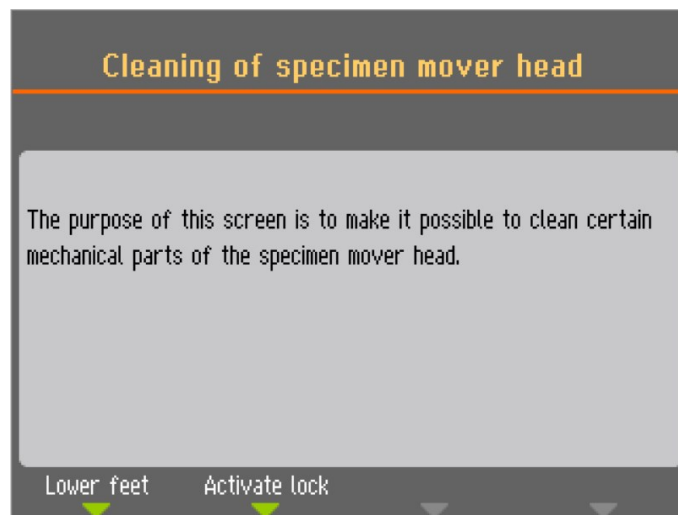 Cleaning of specimen mover head
The purpose of this screen is to make it possible to clean certain
mechanical parts of the specimen mover head.
Lower feet Activate lock